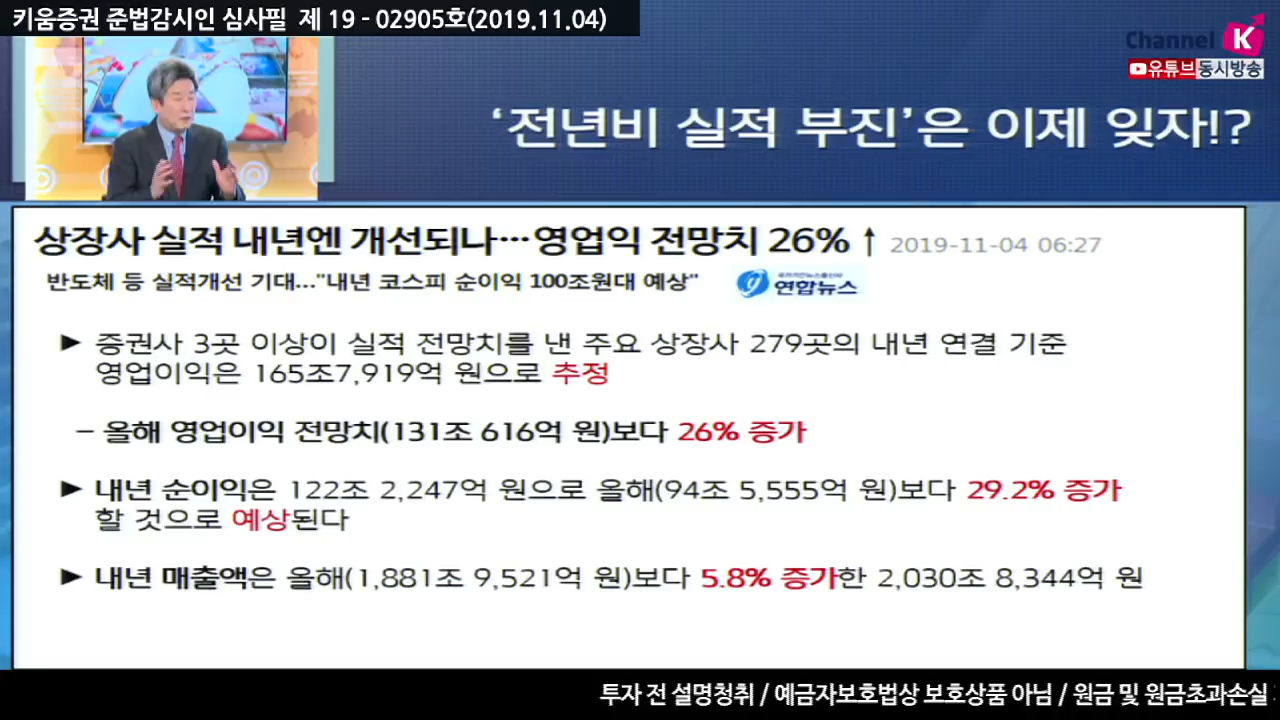 키움증권 준법감시인 심사필 제 19 - 02905호(2019.11.04)
Channel K
유튜브동시방송
‘전년비 실적 부진’은 이제 잊자!?
상장사 실적 내년엔 개선되나…영업익 전망치 26%↑ 2019-11-04 06:27
반도체 등 실적개선 기대..."내년 코스피 순이익 100조원대 예상" 연합뉴스
▶ 증권사 3곳 이상이 실적 전망치를 낸 주요 상장사 279곳의 내년 연결 기준
영업이익은 165조7,919억 원으로 추정
– 올해 영업이익 전망치(131조 616억 원)보다 26% 증가
▶ 내년 순이익은 122조 2,247억 원으로 올해(94조 5,555억 원)보다 29.2% 증가
할 것으로 예상된다
▶ 내년 매출액은 올해(1,881조 9,521억 원)보다 5.8% 증가한 2,030조 8,344억 원
투자 전 설명청취 / 예금자보호법상 보호상품 아님 / 원금 및 원금초과손실